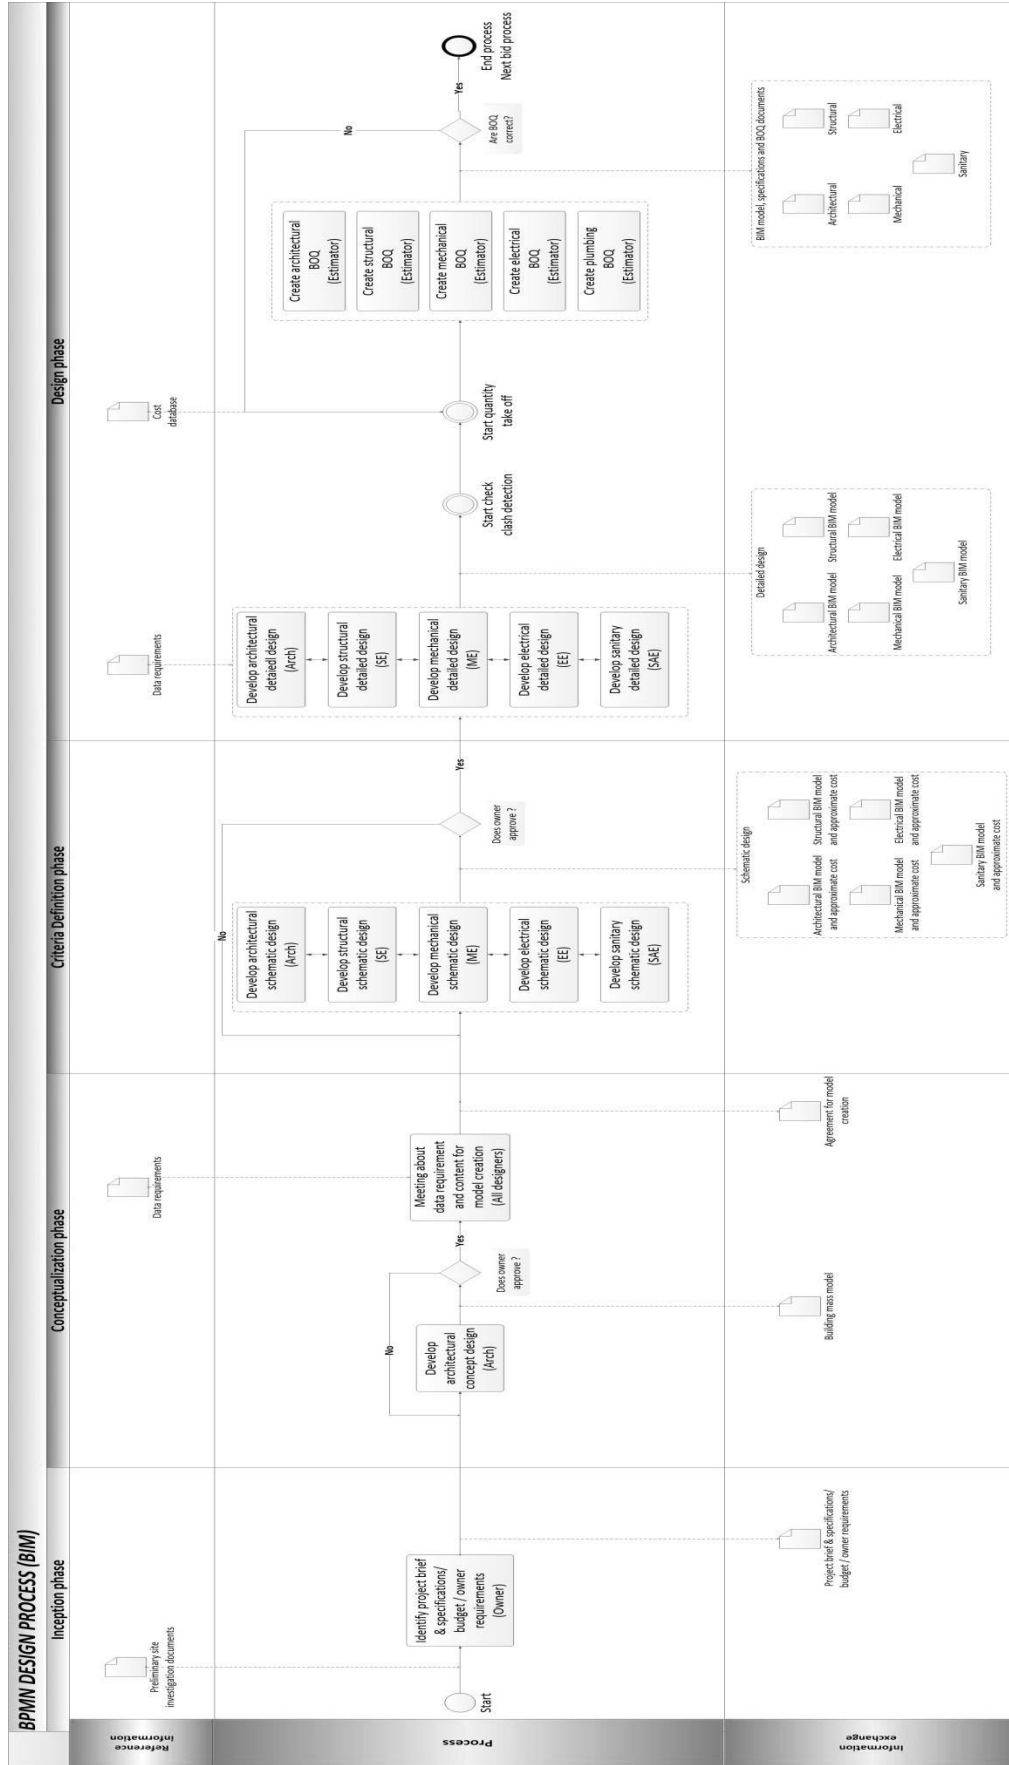 BPMN DESIGN PROCESS (BIM)
Inception phase
Conceptualization phase
Criteria Definition phase
Design phase
Reference
information
Preliminary site
investigation documents
Data requirements
Data requirements
Cost
database
Process
Start
Identify project brief
& specifications/
budget / owner
requirements
(Owner)
Develop
architectural
concept design
(Arch)
No
Does owner
approve ?
Yes
Meeting about
data requirement
and content for
model creation
(All designers)
No
Develop architectural
schematic design
(Arch)
Develop structural
schematic design
(SE)
Develop mechanical
schematic design
(ME)
Develop electrical
schematic design
(EE)
Develop sanitary
schematic design
(SAE)
Does owner
approve ?
Yes
Develop architectural
detaiedl design
(Arch)
Develop structural
detailed design
(SE)
Develop mechanical
detailed design
(ME)
Develop electrical
detailed design
(EE)
Develop sanitary
detailed design
(SAE)
Start check
clash detection
Start quantity
take off
Create architectural
BOQ
(Estimator)
Create structural
BOQ
(Estimator)
Create mechanical
BOQ
(Estimator)
Create electrical
BOQ
(Estimator)
Create plumbing
BOQ
(Estimator)
No
Are BOQ
correct?
Yes
End process
Next bid process
Information
exchange
Project brief & specifications/
budget / owner requirements
Building mass model
Agreement for model
creation
Schematic design
Architectural BIM model
and approximate cost
Structural BIM model
and approximate cost
Mechanical BIM model
and approximate cost
Electrical BIM model
and approximate cost
Sanitary BIM model
and approximate cost
Detailed design
Architectural BIM model
Structural BIM model
Mechanical BIM model
Electrical BIM model
Sanitary BIM model
BIM model, specifications and BOQ documents
Architectural
Structural
Mechanical
Electrical
Sanitary